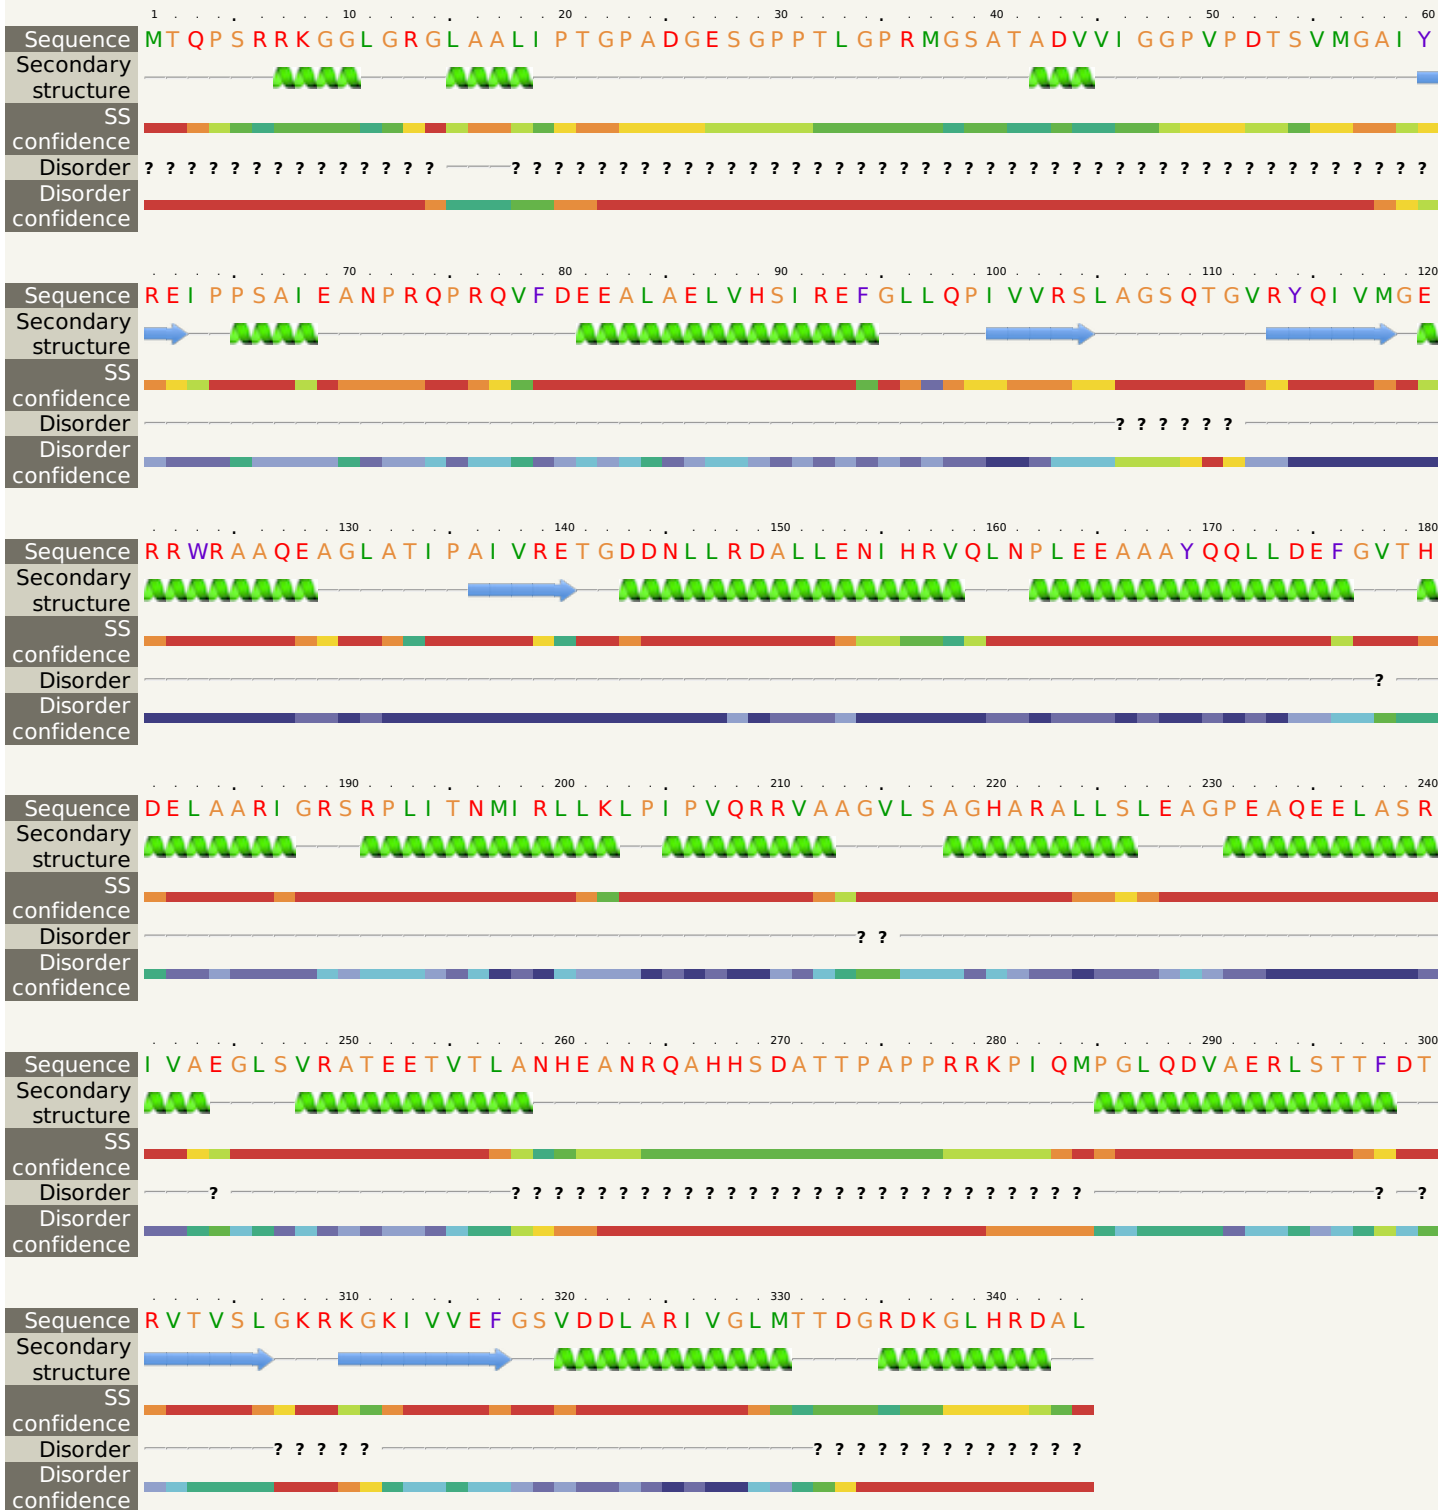 1 10 20 30 40 50 60
Sequence M T Q P S R R K G G L G R G L A A L I P T G P A D G E S G P P T L G P R M G S A T A D V V I G G P V P D T S V M G A I Y
Secondary
structure
SS
confidence
Disorder ? ? ? ? ? ? ? ? ? ? ? ? ? ? ? ? ? ? ? ? ? ? ? ? ? ? ? ? ? ? ? ? ? ? ? ? ? ? ? ? ? ? ? ? ? ? ? ? ? ? ? ? ? ? ? ? ?
Disorder
confidence
70 80 90 100 110 120
Sequence R E I P P S A I E A N P R Q P R Q V F D E E A L A E L V H S I R E F G L L Q P I V V R S L A G S Q T G V R Y Q I V M G E
Secondary
structure
SS
confidence
Disorder ? ? ? ? ? ?
Disorder
confidence
130 140 150 160 170 180
Sequence R R W R A A Q E A G L A T I P A I V R E T G D D N L L R D A L L E N I H R V Q L N P L E E A A A Y Q Q L L D E F G V T H
Secondary
structure
SS
confidence
Disorder ?
Disorder
confidence
190 200 210 220 230 240
Sequence D E L A A R I G R S R P L I T N M I R L L K L P I P V Q R R V A A G V L S A G H A R A L L S L E A G P E A Q E E L A S R
Secondary
structure
SS
confidence
Disorder ? ?
Disorder
confidence
250 260 270 280 290 300
Sequence I V A E G L S V R A T E E T V T L A N H E A N R Q A H H S D A T T P A P P R R K P I Q M P G L Q D V A E R L S T T F D T
Secondary
structure
SS
confidence
Disorder ? ? ? ? ? ? ? ? ? ? ? ? ? ? ? ? ? ? ? ? ? ? ? ? ? ? ? ? ? ?
Disorder
confidence
310 320 330 340
Sequence R V T V S L G K R K G K I V V E F G S V D D L A R I V G L M T T D G R D K G L H R D A L
Secondary
structure
SS
confidence
Disorder ? ? ? ? ? ? ? ? ? ? ? ? ? ? ? ? ? ?
Disorder
confidence